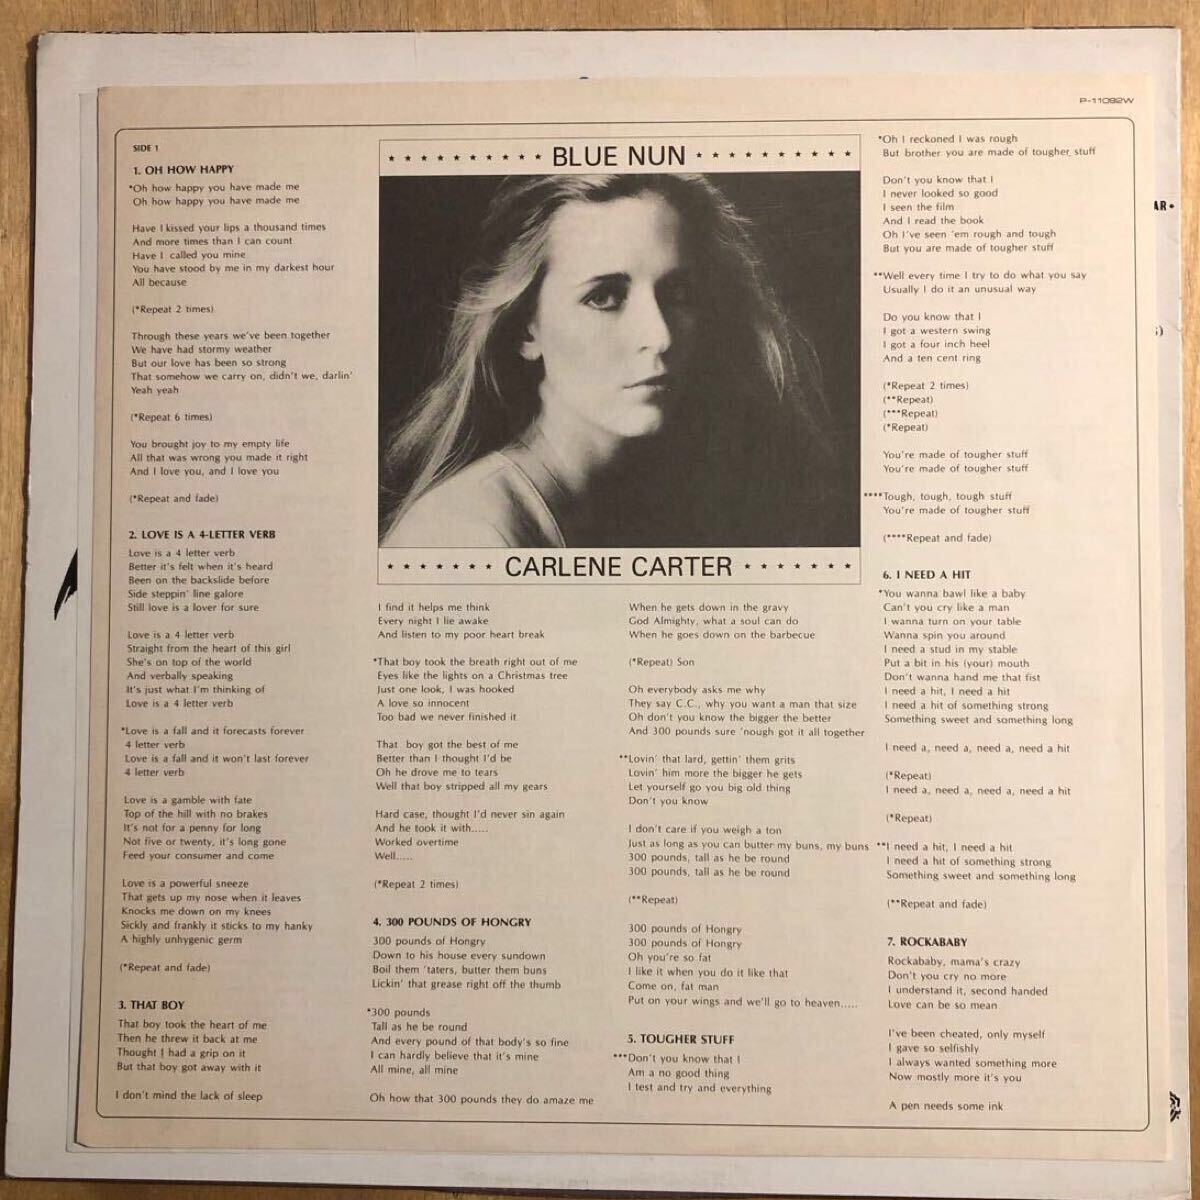 P-11092W
SIDE 1
1. OH HOW HAPPY
*Oh how happy you have made me
Oh how happy you have made me
Have I kissed your lips a thousand times
And more times than I can count
Have I called you mine
You have stood by me in my darkest hour
All because
(*Repeat 2 times)
Through these years we've been together
We have had stormy weather
But our love has been so strong
That somehow we carry on, didn't we, darlin'
Yeah yeah
(*Repeat 6 times)
You brought joy to my empty life
All that was wrong you made it right
And I love you, and I love you
(*Repeat and fade)
2. LOVE IS A 4-LETTER VERB
Love is a 4 letter verb
Better it's felt when it's heard
Been on the backslide before
Side steppin' line galore
Still love is a lover for sure
Love is a 4 letter verb
Straight from the heart of this girl
She's on top of the world
And verbally speaking
It's just what I'm thinking of
Love is a 4 letter verb
*Love is a fall and it forecasts forever
4 letter verb
Love is a fall and it won't last forever
4 letter verb
Love is a gamble with fate
Top of the hill with no brakes
It's not for a penny for long
Not five or twenty, it's long gone
Feed your consumer and come
Love is a powerful sneeze
That gets up my nose when it leaves
Knocks me down on my knees
Sickly and frankly it sticks to my hanky
A highly unhygenic germ
(*Repeat and fade)
3. THAT BOY
That boy took the heart of me
Then he threw it back at me
Thought I had a grip on it
But that boy got away with it
I don't mind the lack of sleep
* * * * * * * * * * BLUE NUN * * * * * * * * * *
* * * * * * * CARLENE CARTER * * * * * * *
I find it helps me think
Every night I lie awake
And listen to my poor heart break
*That boy took the breath right out of me
Eyes like the lights on a Christmas tree
Just one look, I was hooked
A love so innocent
Too bad we never finished it
That boy got the best of me
Better than I thought I'd be
Oh he drove me to tears
Well that boy stripped all my gears
Hard case, thought I'd never sin again
And he took it with.....
Worked overtime
Well.....
(*Repeat 2 times)
4. 300 POUNDS OF HONGRY
300 pounds of Hongry
Down to his house every sundown
Boil them 'taters, butter them buns
Lickin' that grease right off the thumb
*300 pounds
Tall as he be round
And every pound of that body's so fine
I can hardly believe that it's mine
All mine, all mine
Oh how that 300 pounds they do amaze me
When he gets down in the gravy
God Almighty, what a soul can do
When he goes down on the barbecue
(*Repeat) Son
Oh everybody asks me why
They say C.C., why you want a man that size
Oh don't you know the bigger the better
And 300 pounds sure 'nough got it all together
**Lovin' that lard, gettin' them grits
Lovin' him more the bigger he gets
Let yourself go you big old thing
Don't you know
I don't care if you weigh a ton
Just as long as you can butter my buns, my buns
300 pounds, tall as he be round
300 pounds, tall as he be round
(**Repeat)
300 pounds of Hongry
300 pounds of Hongry
Oh you're so fat
I like it when you do it like that
Come on, fat man
Put on your wings and we'll go to heaven.....
5. TOUGHER STUFF
***Don't you know that I
Am a no good thing
I test and try and everything
*Oh I reckoned I was rough
But brother you are made of tougher stuff
Don't you know that I
I never looked so good
I seen the film
And I read the book
Oh I've seen 'em rough and tough
But you are made of tougher stuff
**Well every time I try to do what you say
Usually I do it an unusual way
Do you know that I
I got a western swing
I got a four inch heel
And a ten cent ring
(*Repeat 2 times)
(**Repeat)
(***Repeat)
(*Repeat)
You're made of tougher stuff
You're made of tougher stuff
****Tough, tough, tough stuff
You're made of tougher stuff
(****Repeat and fade)
6. I NEED A HIT
*You wanna bawl like a baby
Can't you cry like a man
I wanna turn on your table
Wanna spin you around
I need a stud in my stable
Put a bit in his (your) mouth
Don't wanna hand me that fist
I need a hit, I need a hit
I need a hit of something strong
Something sweet and something long
I need a, need a, need a, need a hit
(*Repeat)
I need a, need a, need a, need a hit
(*Repeat)
**I need a hit, I need a hit
I need a hit of something strong
Something sweet and something long
(**Repeat and fade)
7. ROCKABABY
Rockababy, mama's crazy
Don't you cry no more
I understand it, second handed
Love can be so mean
I've been cheated, only myself
I gave so selfishly
I always wanted something more
Now mostly more it's you
A pen needs some ink
AR•